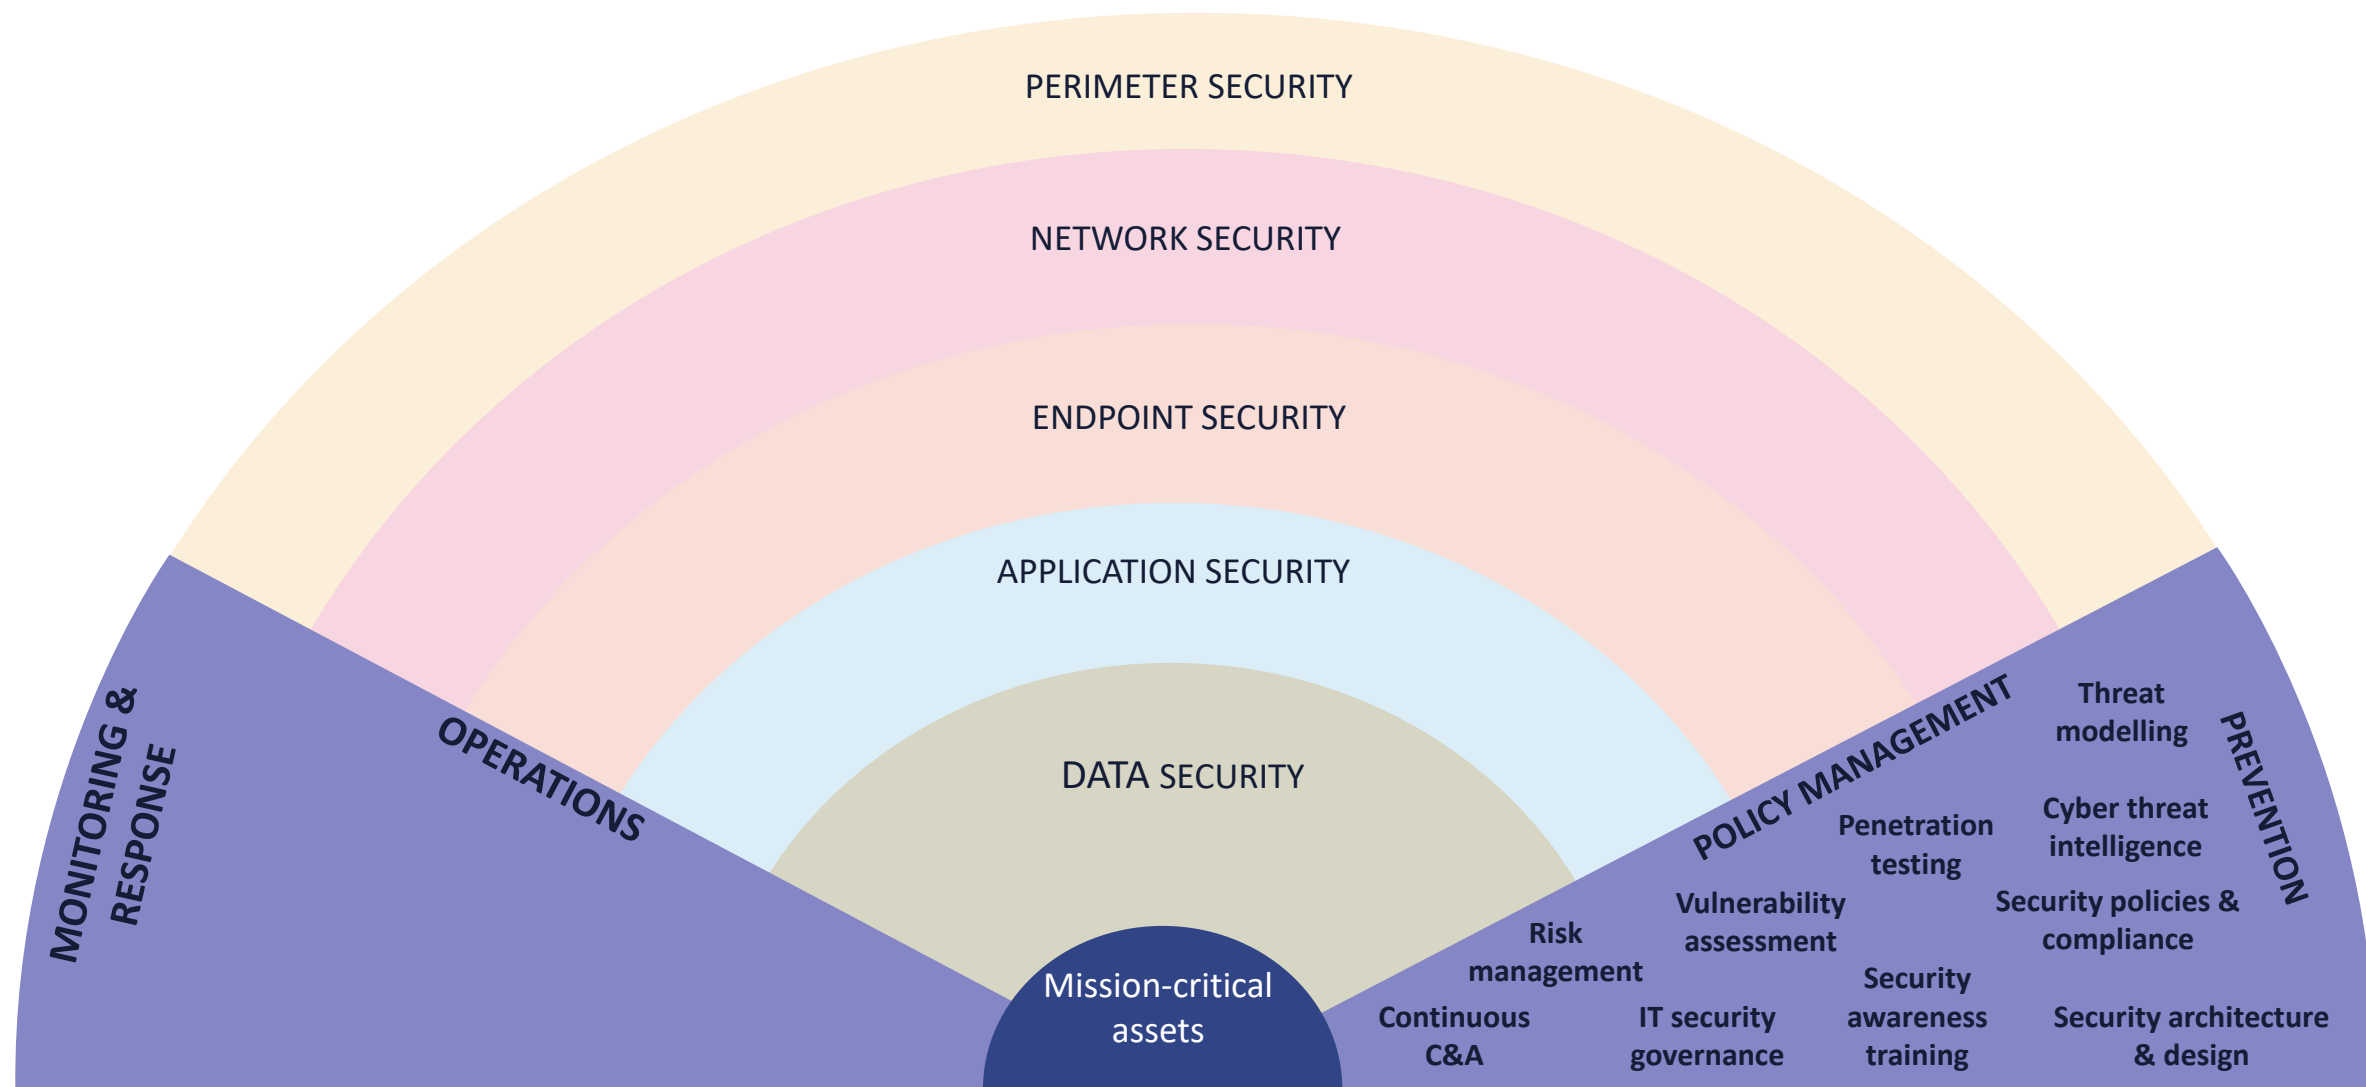 PERIMETER SECURITY
NETWORK SECURITY
ENDPOINT SECURITY
APPLICATION SECURITY
DATA SECURITY
Mission-critical
assets
MONITORING &
RESPONSE
OPERATIONS
POLICY MANAGEMENT
PREVENTION
Threat
modelling
Cyber threat
intelligence
Penetration
testing
Security policies &
compliance
Vulnerability
assessment
Risk
management
Security
awareness
training
Continuous
C&A
IT security
governance
Security architecture
& design